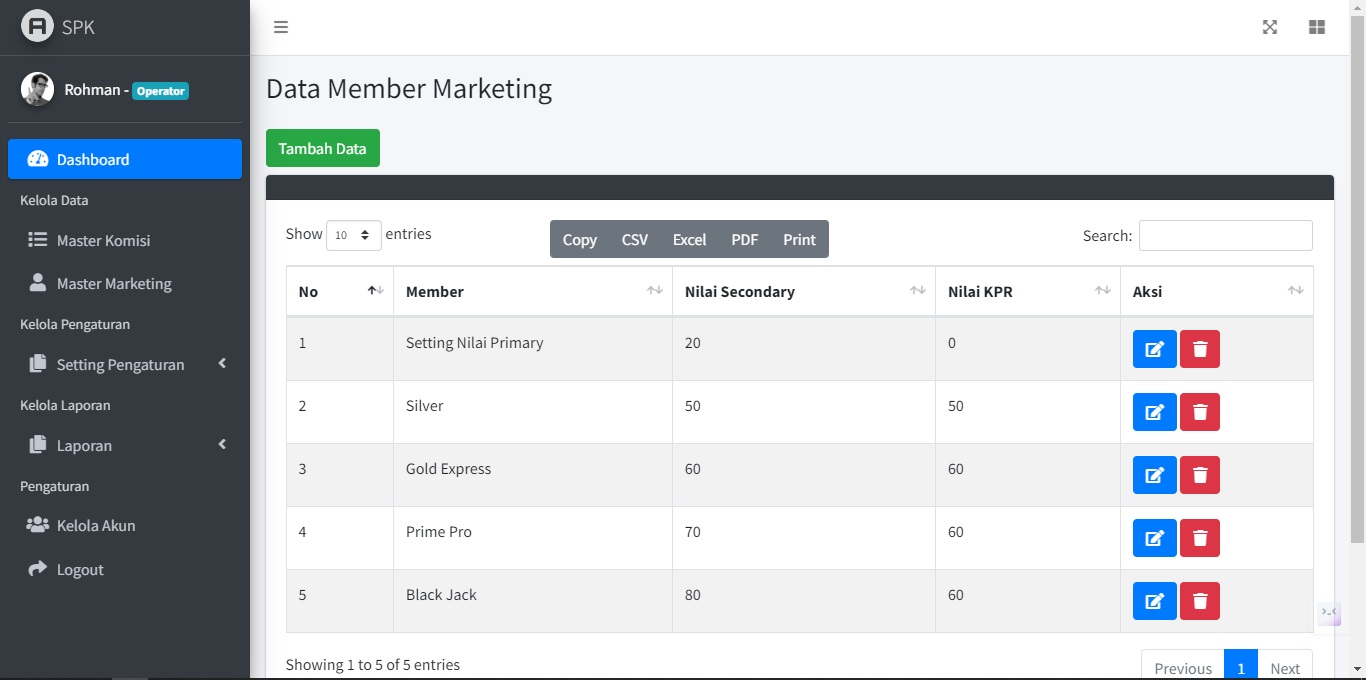 SPK
Rohman - Operator
Dashboard
Kelola Data
Master Komisi
Master Marketing
Kelola Pengaturan
Setting Pengaturan
Kelola Laporan
Laporan
Pengaturan
Kelola Akun
Logout
Data Member Marketing
Tambah Data
Show 10 entries
Copy CSV Excel PDF Print
Search:
No Member Nilai Secondary Nilai KPR Aksi
1 Setting Nilai Primary 20 0
2 Silver 50 50
3 Gold Express 60 60
4 Prime Pro 70 60
5 Black Jack 80 60
Showing 1 to 5 of 5 entries
Previous 1 Next